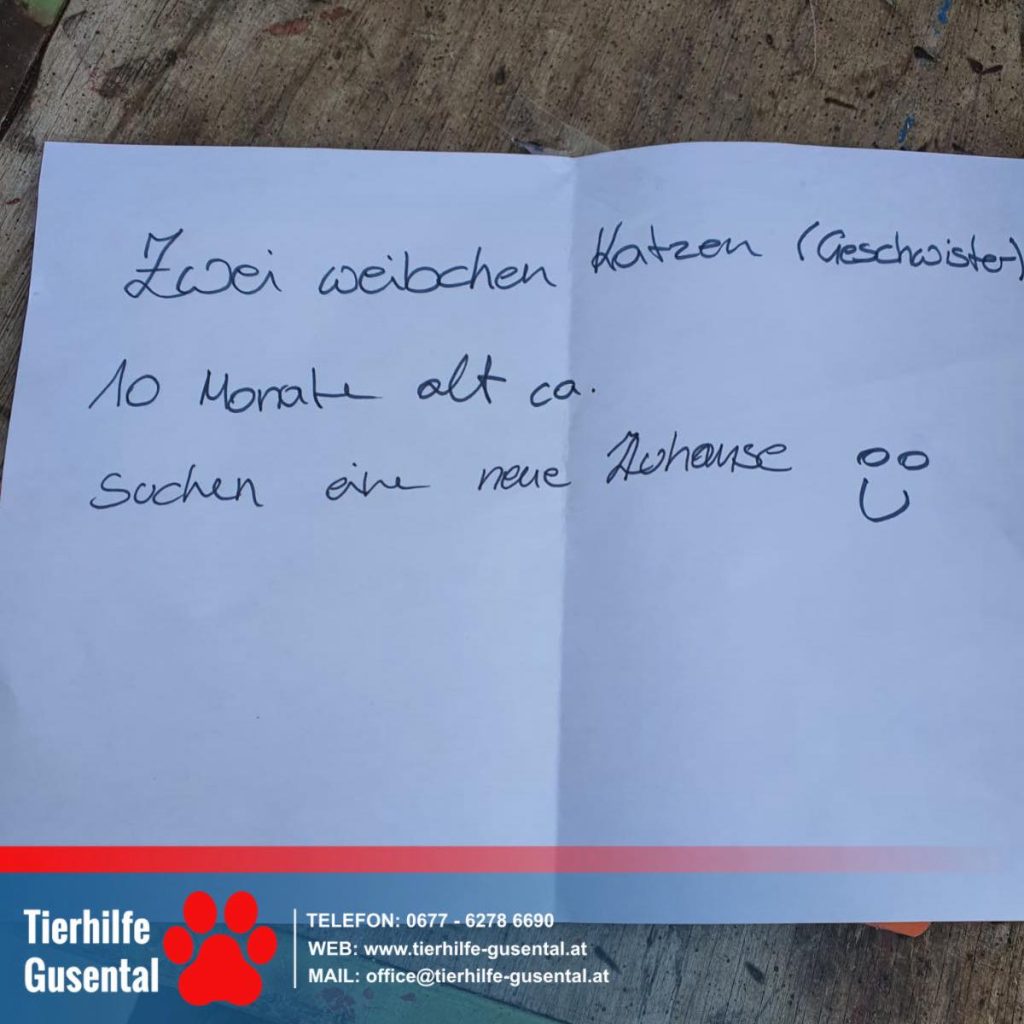 Zwei weibchen Katzen (Geschwister)
10 Monate alt ca.
Suchen eine neue Zuhause
Tierhilfe
Gusental
TELEFON: 0677 - 6278 6690
WEB: www.tierhilfe-gusental.at
MAIL: office@tierhilfe-gusental.at